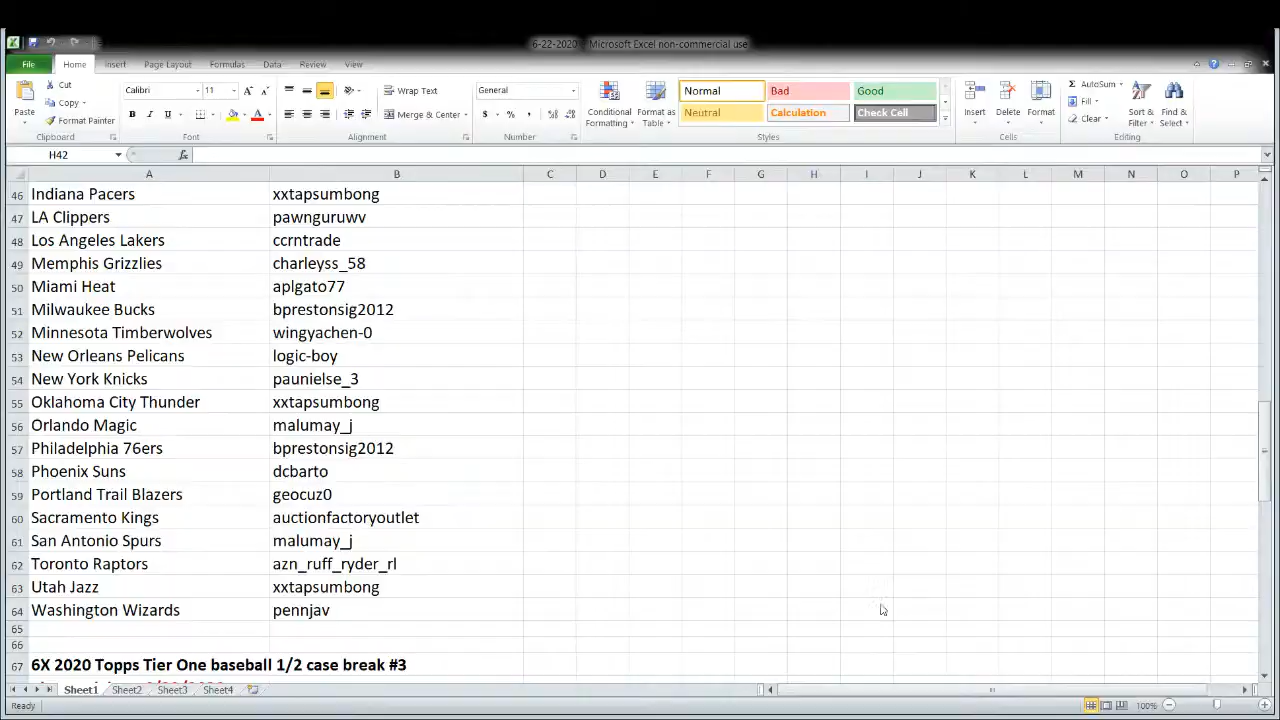 6-22-2020 - Microsoft Excel non-commercial use
File Home Insert Page Layout Formulas Data Review View
Cut
Copy
Format Painter
Paste
Clipboard
Calibri 11
B I U
Font
Wrap Text
Merge & Center
Alignment
General
$ % ,
Number
Conditional Formatting
Format as Table
Normal Bad Good
Neutral Calculation Check Cell
Styles
Insert Delete Format
Cells
AutoSum
Fill
Clear
Sort & Filter
Find & Select
Editing
H42 fx
A B C D E F G H I J K L M N O P
46 Indiana Pacers xxtapsumbong
47 LA Clippers pawnguruwv
48 Los Angeles Lakers ccrntrade
49 Memphis Grizzlies charleyss_58
50 Miami Heat aplgato77
51 Milwaukee Bucks bprestonsig2012
52 Minnesota Timberwolves wingyachen-0
53 New Orleans Pelicans logic-boy
54 New York Knicks paunielse_3
55 Oklahoma City Thunder xxtapsumbong
56 Orlando Magic malumay_j
57 Philadelphia 76ers bprestonsig2012
58 Phoenix Suns dcbarto
59 Portland Trail Blazers geocuz0
60 Sacramento Kings auctionfactoryoutlet
61 San Antonio Spurs malumay_j
62 Toronto Raptors azn_ruff_ryder_rl
63 Utah Jazz xxtapsumbong
64 Washington Wizards pennjav
65
66
67 6X 2020 Topps Tier One baseball 1/2 case break #3
Sheet1 Sheet2 Sheet3 Sheet4
Ready 100%